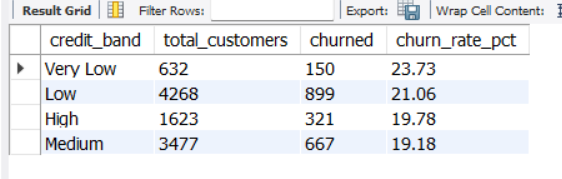 Result Grid Filter Rows: Export: Wrap Cell Content:
credit_band total_customers churned churn_rate_pct
Very Low 632 150 23.73
Low 4268 899 21.06
High 1623 321 19.78
Medium 3477 667 19.18